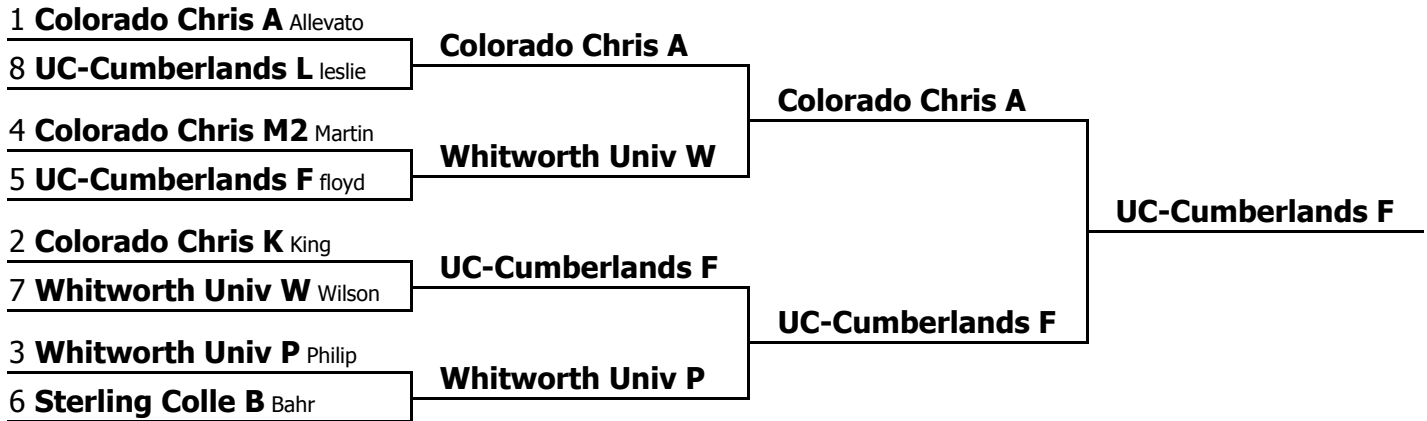 1 Colorado Chris A Allevato
8 UC-Cumberlands L leslie
4 Colorado Chris M2 Martin
5 UC-Cumberlands F floyd
2 Colorado Chris K King
7 Whitworth Univ W Wilson
3 Whitworth Univ P Philip
6 Sterling Colle B Bahr
Colorado Chris A
Whitworth Univ W
UC-Cumberlands F
Whitworth Univ P
Colorado Chris A
UC-Cumberlands F
UC-Cumberlands F